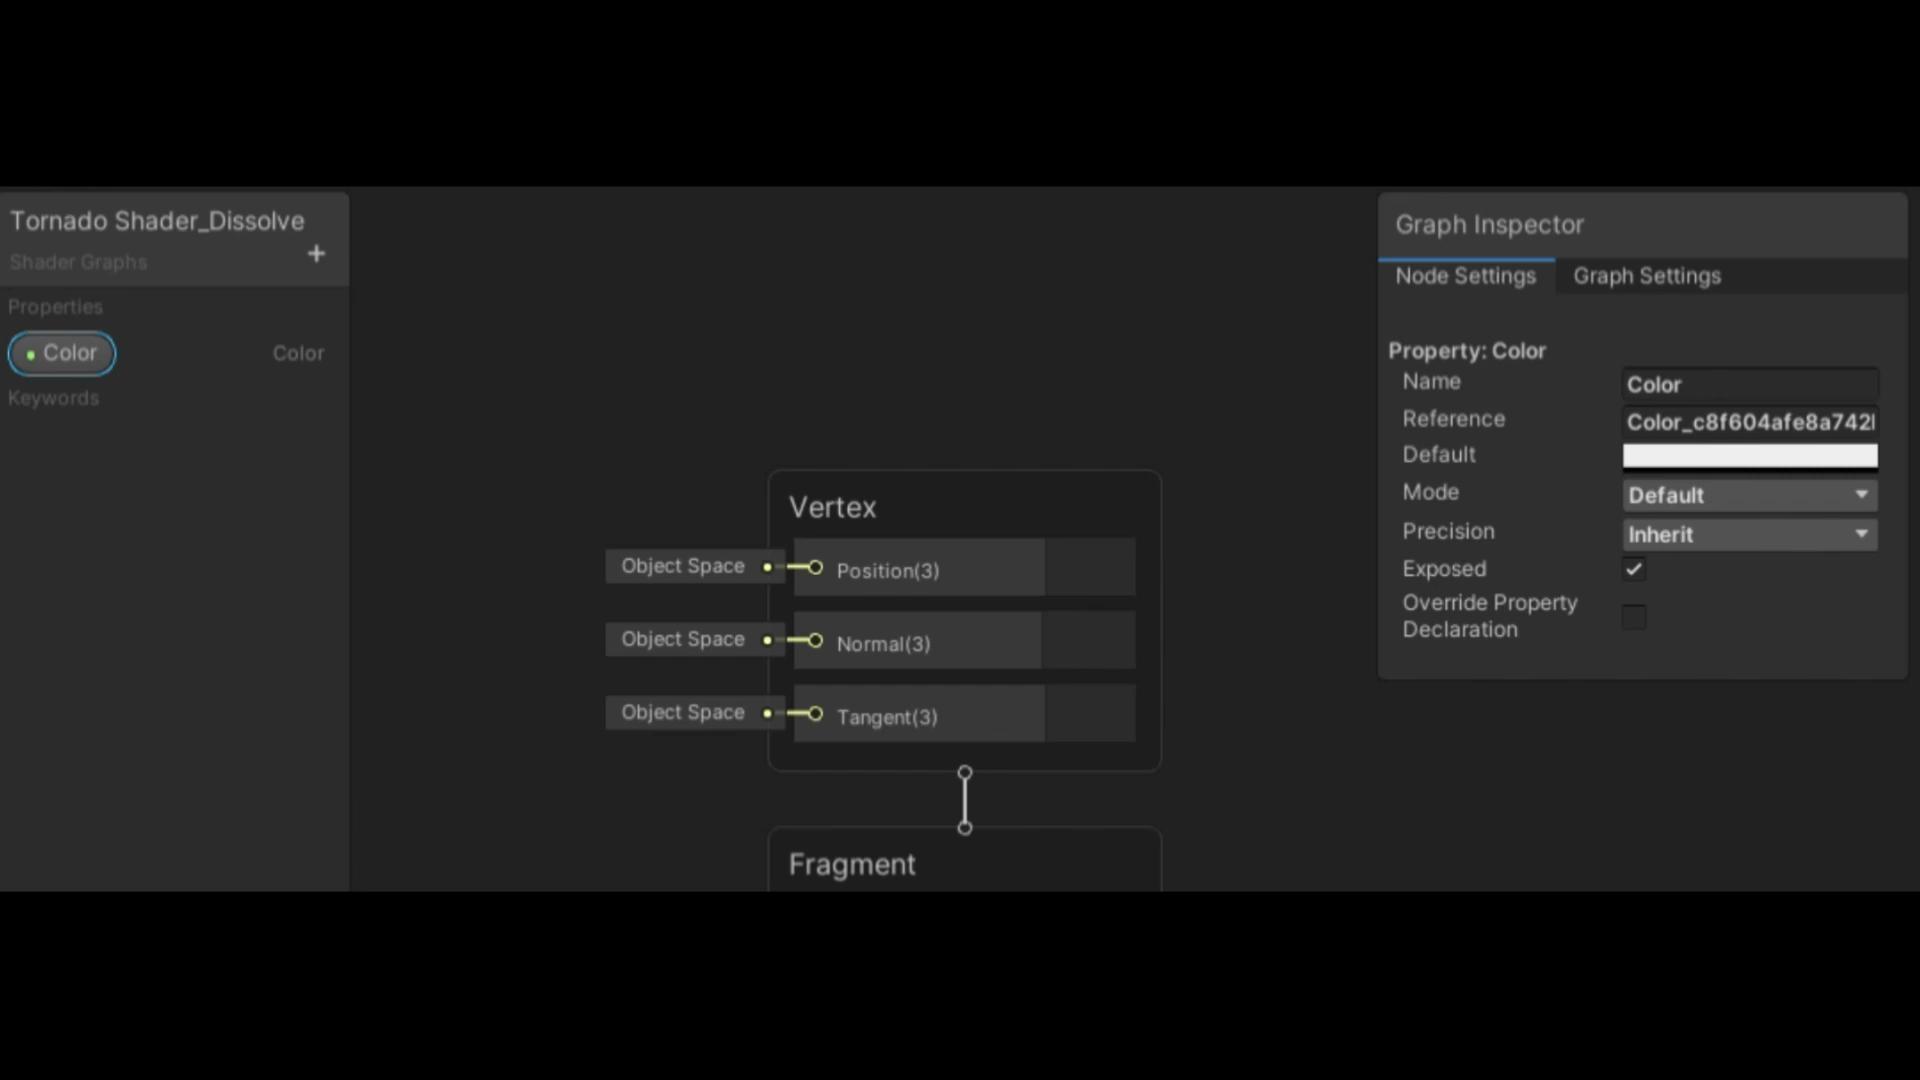 Tornado Shader_Dissolve
Shader Graphs
Properties
Color Color
Keywords
Vertex
Object Space Position(3)
Object Space Normal(3)
Object Space Tangent(3)
Fragment
Graph Inspector
Node Settings Graph Settings
Property: Color
Name Color
Reference Color_c8f604afe8a742
Default
Mode Default
Precision Inherit
Exposed
Override Property
Declaration